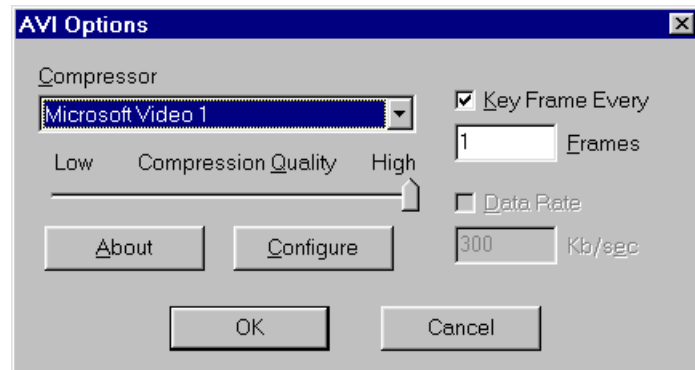 AVI Options
Compressor
Microsoft Video 1
Low Compression Quality High
About Configure
Key Frame Every
1 Frames
Data Rate
300 Kb/sec
OK Cancel